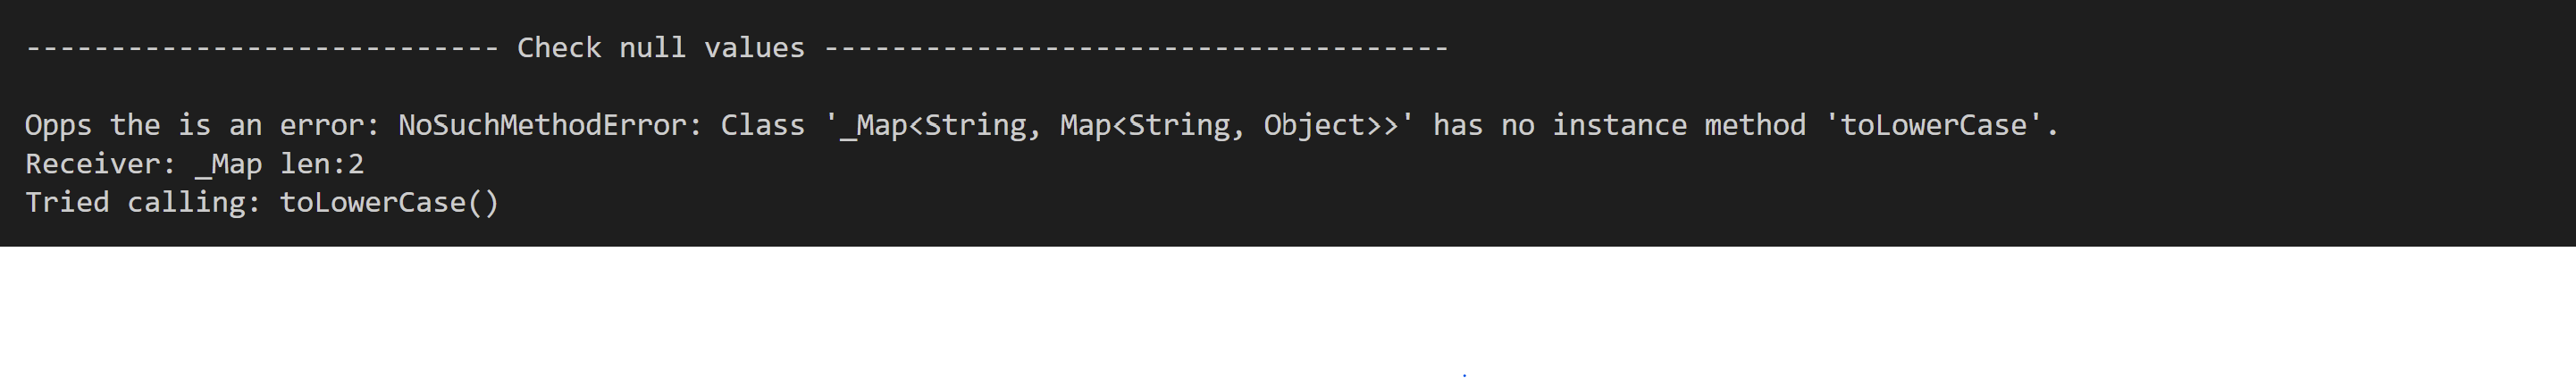 ---------------------------- Check null values -------------------------------------
Opps the is an error: NoSuchMethodError: Class '_Map<String, Map<String, Object>>' has no instance method 'toLowerCase'.
Receiver: _Map len:2
Tried calling: toLowerCase()